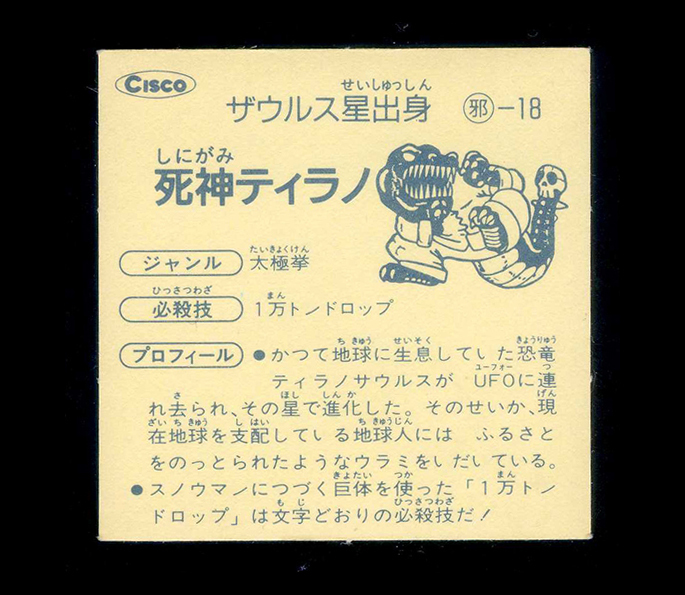 CISCO
せいしゅっしん
ザウルス星出身 邪-18
しにがみ
死神ティラノ
たいきょくけん
ジャンル 太極拳
ひっさつわざ まん
必殺技 1万トンドロップ
ちきゅう せいそく きょうりゅう
プロフィール ●かつて地球に生息していた恐竜
ユーフォー つ
ティラノサウルスが UFOに連
さ ほし しんか げん
れ去られ、その星で進化した。そのせいか、現
ざい ちきゅう しはい ちきゅうじん
在地球を支配している地球人には ふるさと
をのっとられたようなウラミをいだいている。
きょたい つか まん
●スノウマンにつづく巨体を使った「1万トン
もじ ひっさつわざ
ドロップ」は文字どおりの必殺技だ!